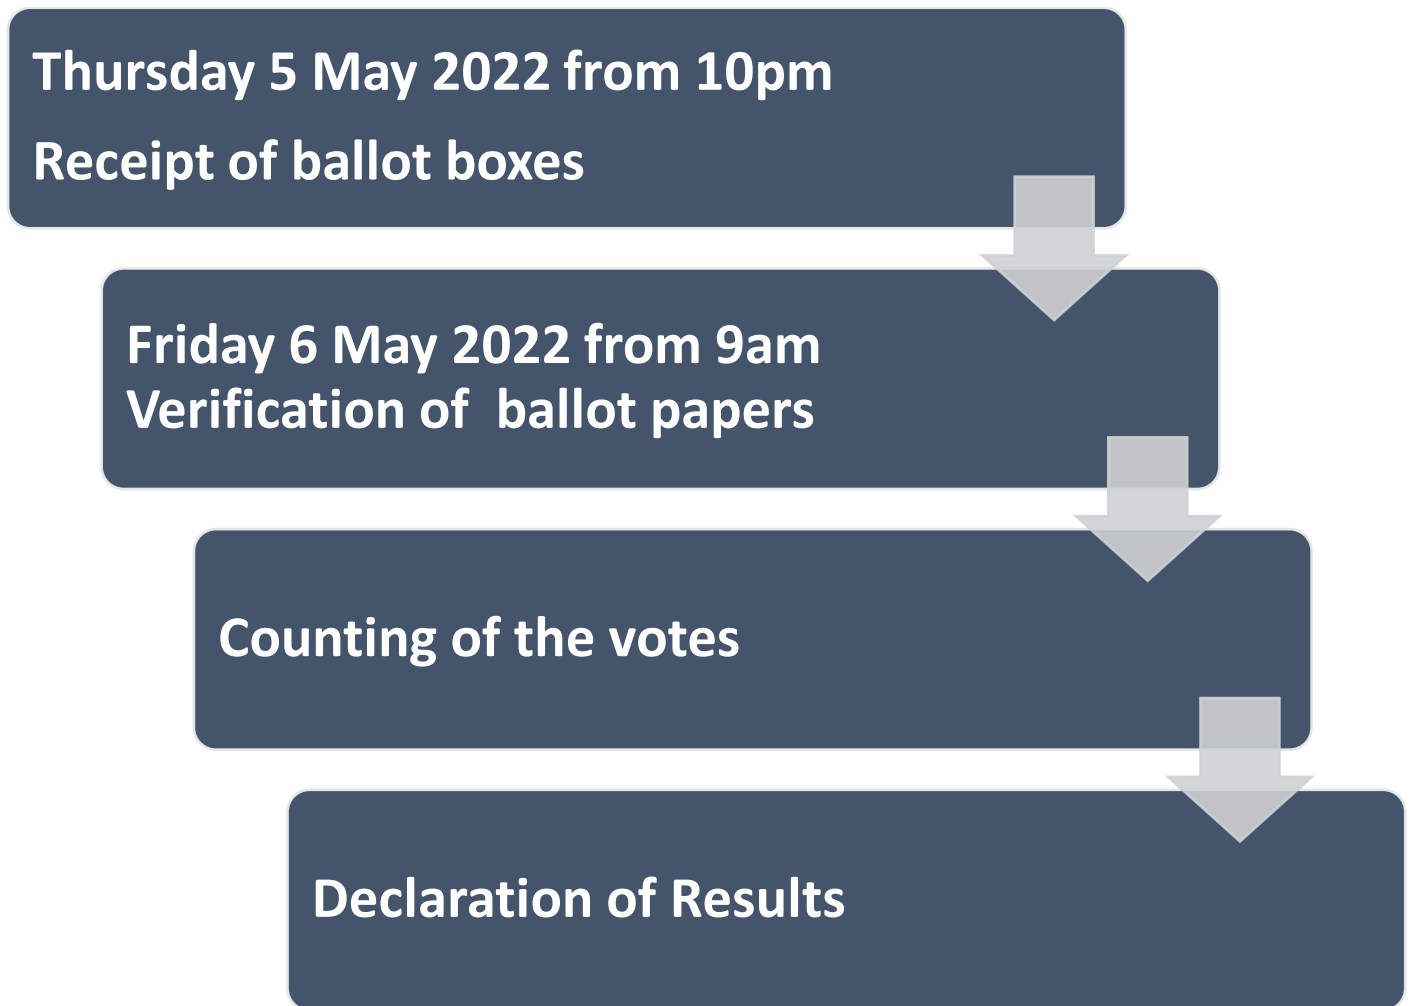 Thursday 5 May 2022 from 10pm
Receipt of ballot boxes
Friday 6 May 2022 from 9am
Verification of  ballot papers
Counting of the votes
Declaration of Results